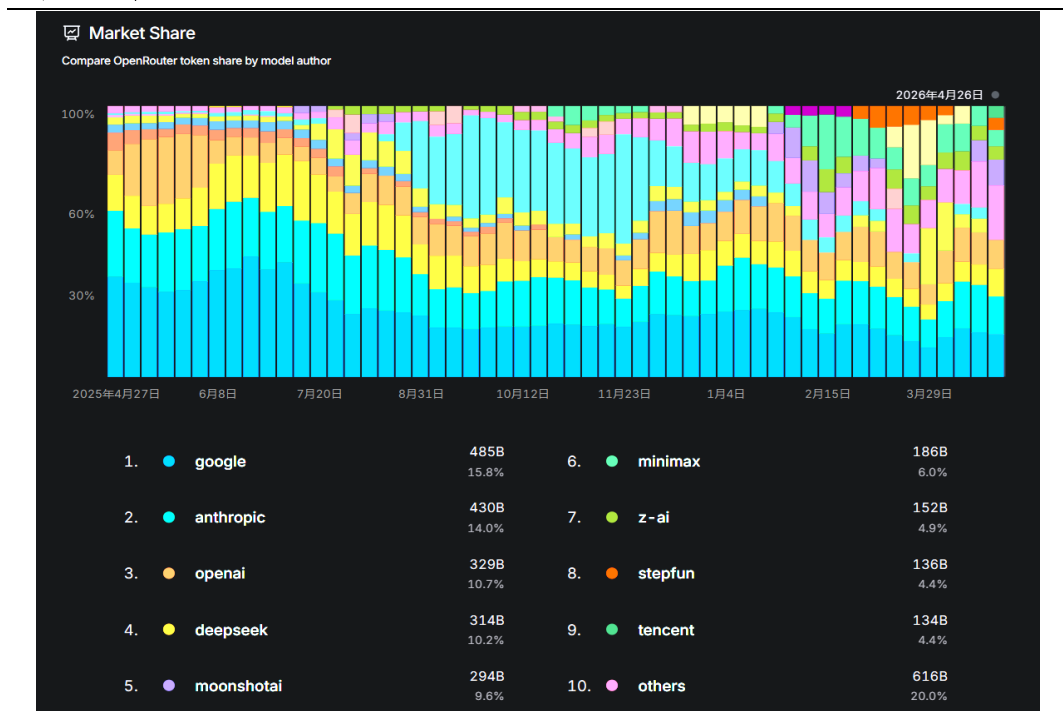 Market Share
Compare OpenRouter token share by model author
2026年4月26日
100%
60%
30%
2025年4月27日 6月8日 7月20日 8月31日 10月12日 11月23日 1月4日 2月15日 3月29日
1. google 485B
15.8%
2. anthropic 430B
14.0%
3. openai 329B
10.7%
4. deepseek 314B
10.2%
5. moonshotai 294B
9.6%
6. minimax 186B
6.0%
7. z-ai 152B
4.9%
8. stepfun 136B
4.4%
9. tencent 134B
4.4%
10. others 616B
20.0%